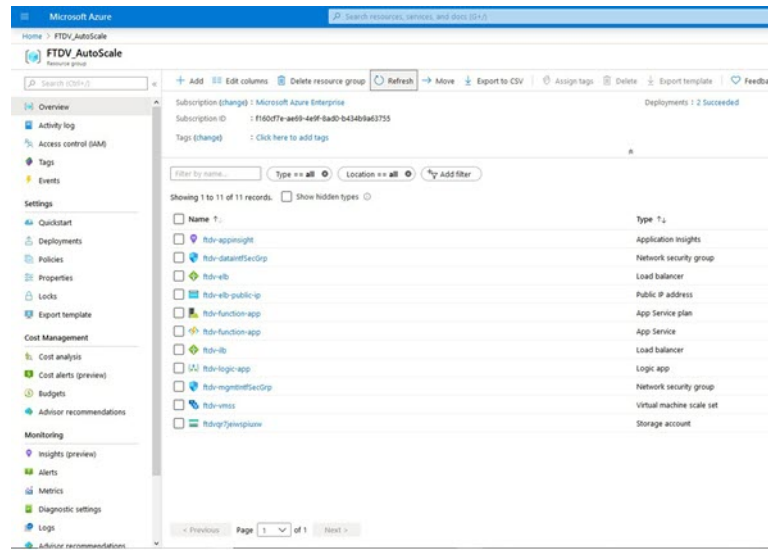 Microsoft Azure
Search resources, services, and docs (G+/)
Home > FTDV_AutoScale
FTDV_AutoScale
Resource group
Search (Ctrl+/)
«
Overview
Activity log
Access control (IAM)
Tags
Events
Settings
Quickstart
Deployments
Policies
Properties
Locks
Export template
Cost Management
Cost analysis
Cost alerts (preview)
Budgets
Advisor recommendations
Monitoring
Insights (preview)
Alerts
Metrics
Diagnostic settings
Logs
Advisor recommendations
+ Add Edit columns Delete resource group Refresh Move Export to CSV Assign tags Delete Export template Feedba
Subscription (change) : Microsoft Azure Enterprise
Deployments : 2 Succeeded
Subscription ID : f160cf7e-ae69-4e9f-8ad0-b434b9a63755
Tags (change) : Click here to add tags
Filter by name... Type == all Location == all Add filter
Showing 1 to 11 of 11 records. Show hidden types
Name ↑ Type ↑↓
ftdv-appinsight Application Insights
ftdv-dataintfSecGrp Network security group
ftdv-elb Load balancer
ftdv-elb-public-ip Public IP address
ftdv-function-app App Service plan
ftdv-function-app App Service
ftdv-ilb Load balancer
ftdv-logic-app Logic app
ftdv-mgmtintfSecGrp Network security group
ftdv-vmss Virtual machine scale set
Storage account
< Previous Page 1 of 1 Next >